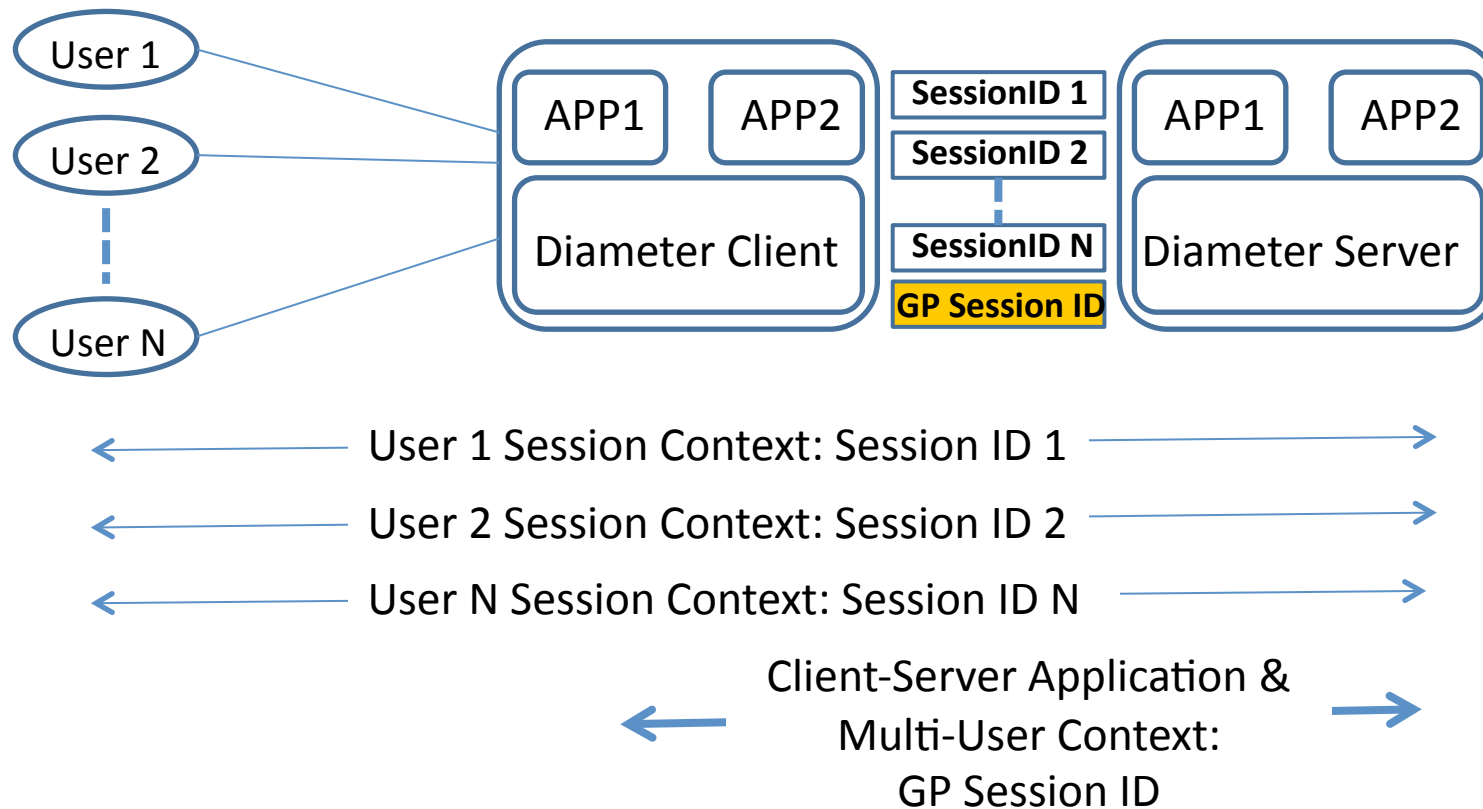 User 1
User 2
User N
APP1
APP2
Diameter Client
SessionID 1
SessionID 2
SessionID N
GP Session ID
APP1
APP2
Diameter Server
User 1 Session Context: Session ID 1
User 2 Session Context: Session ID 2
User N Session Context: Session ID N
Client-Server Application &
Multi-User Context:
GP Session ID